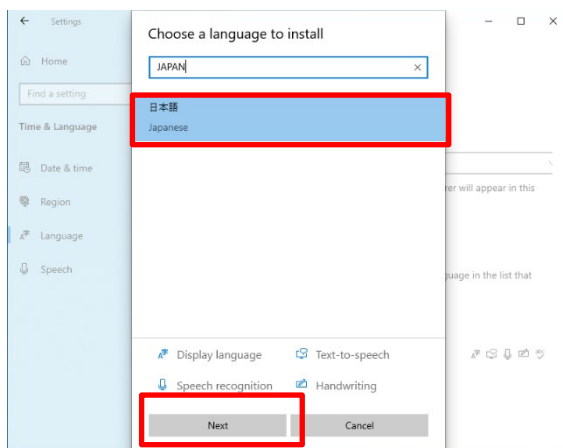 Settings
Choose a language to install
Home
JAPAN
Find a setting
日本語
Japanese
Time & Language
Date & time
Region
er will appear in this
Language
Speech
guage in the list that
Display language
Text-to-speech
Speech recognition
Handwriting
Next
Cancel